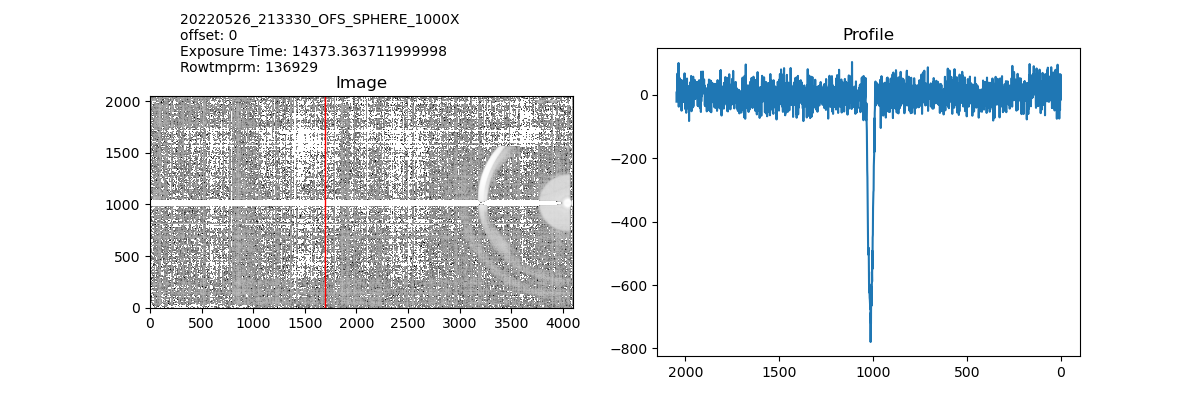 20220526_213330_OFS_SPHERE_1000X
offset: 0
Exposure Time: 14373.363711999998
Rowtmprm: 136929
Image
2000
1500
1000
500
0
0 500 1000 1500 2000 2500 3000 3500 4000
Profile
0
−200
−400
−600
−800
2000 1500 1000 500 0